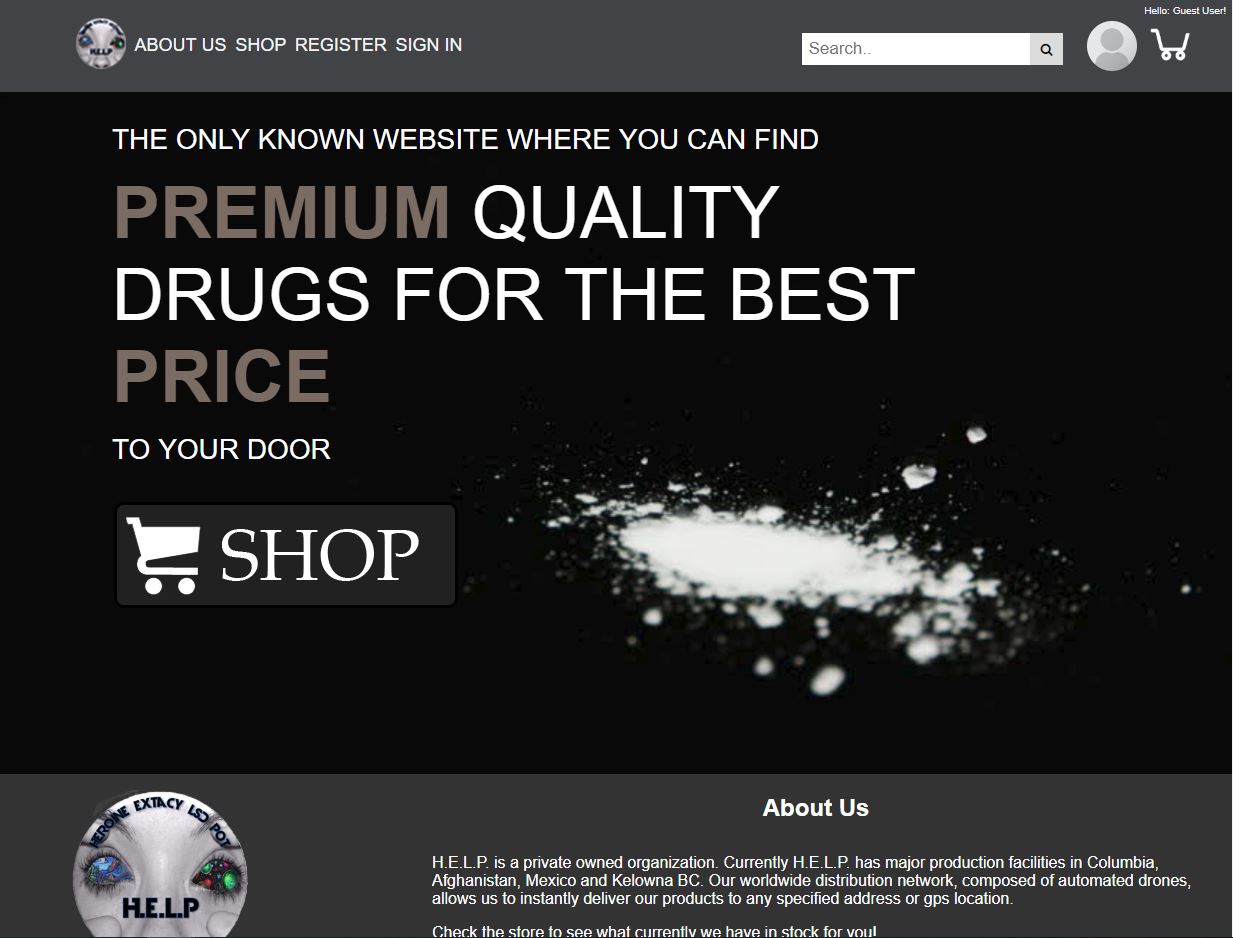 Hello: Guest User!
H.E.L.P
ABOUT US SHOP REGISTER SIGN IN
Search..
THE ONLY KNOWN WEBSITE WHERE YOU CAN FIND
PREMIUM QUALITY
DRUGS FOR THE BEST
PRICE
TO YOUR DOOR
SHOP
HEROINE EXTACY LSD POT
H.E.L.P
About Us
H.E.L.P. is a private owned organization. Currently H.E.L.P. has major production facilities in Columbia,
Afghanistan, Mexico and Kelowna BC. Our worldwide distribution network, composed of automated drones,
allows us to instantly deliver our products to any specified address or gps location.
Check the store to see what currently we have in stock for you!